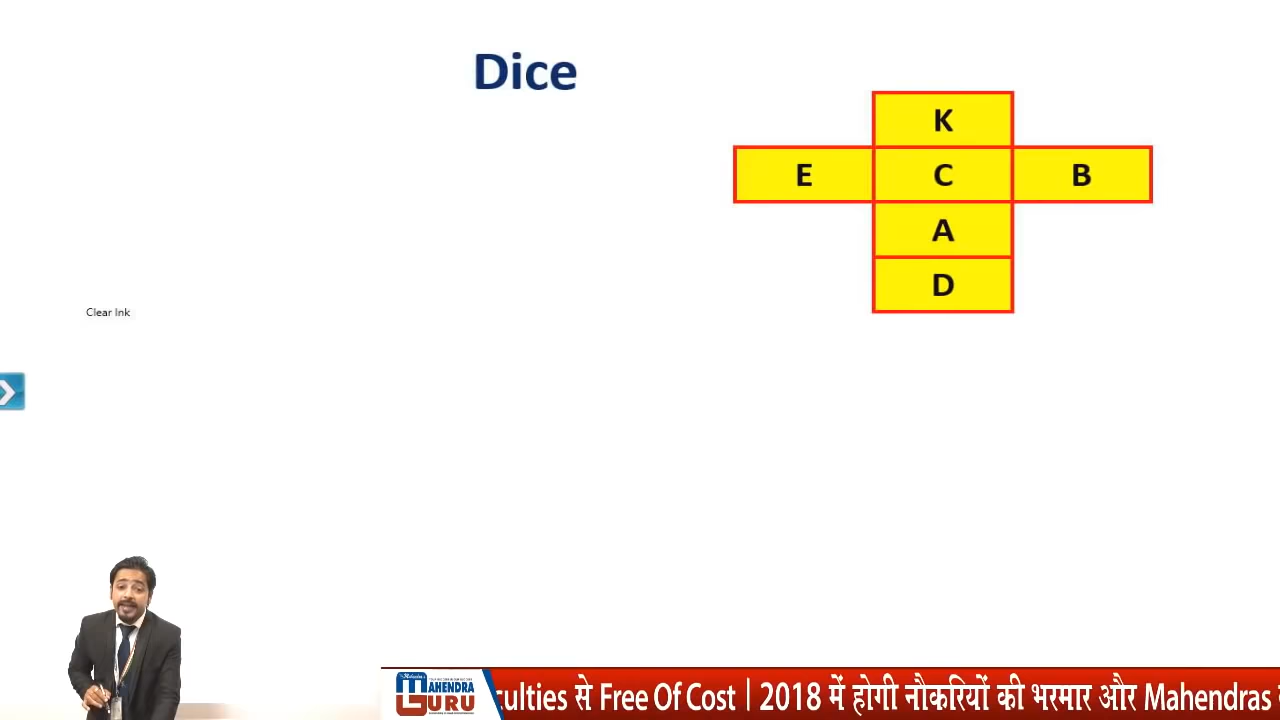 Dice
K
E C B
A
D
Clear Ink
MAHENDRA
GURU
culties से Free Of Cost | 2018 में होगी नौकरियों की भरमार और Mahendras